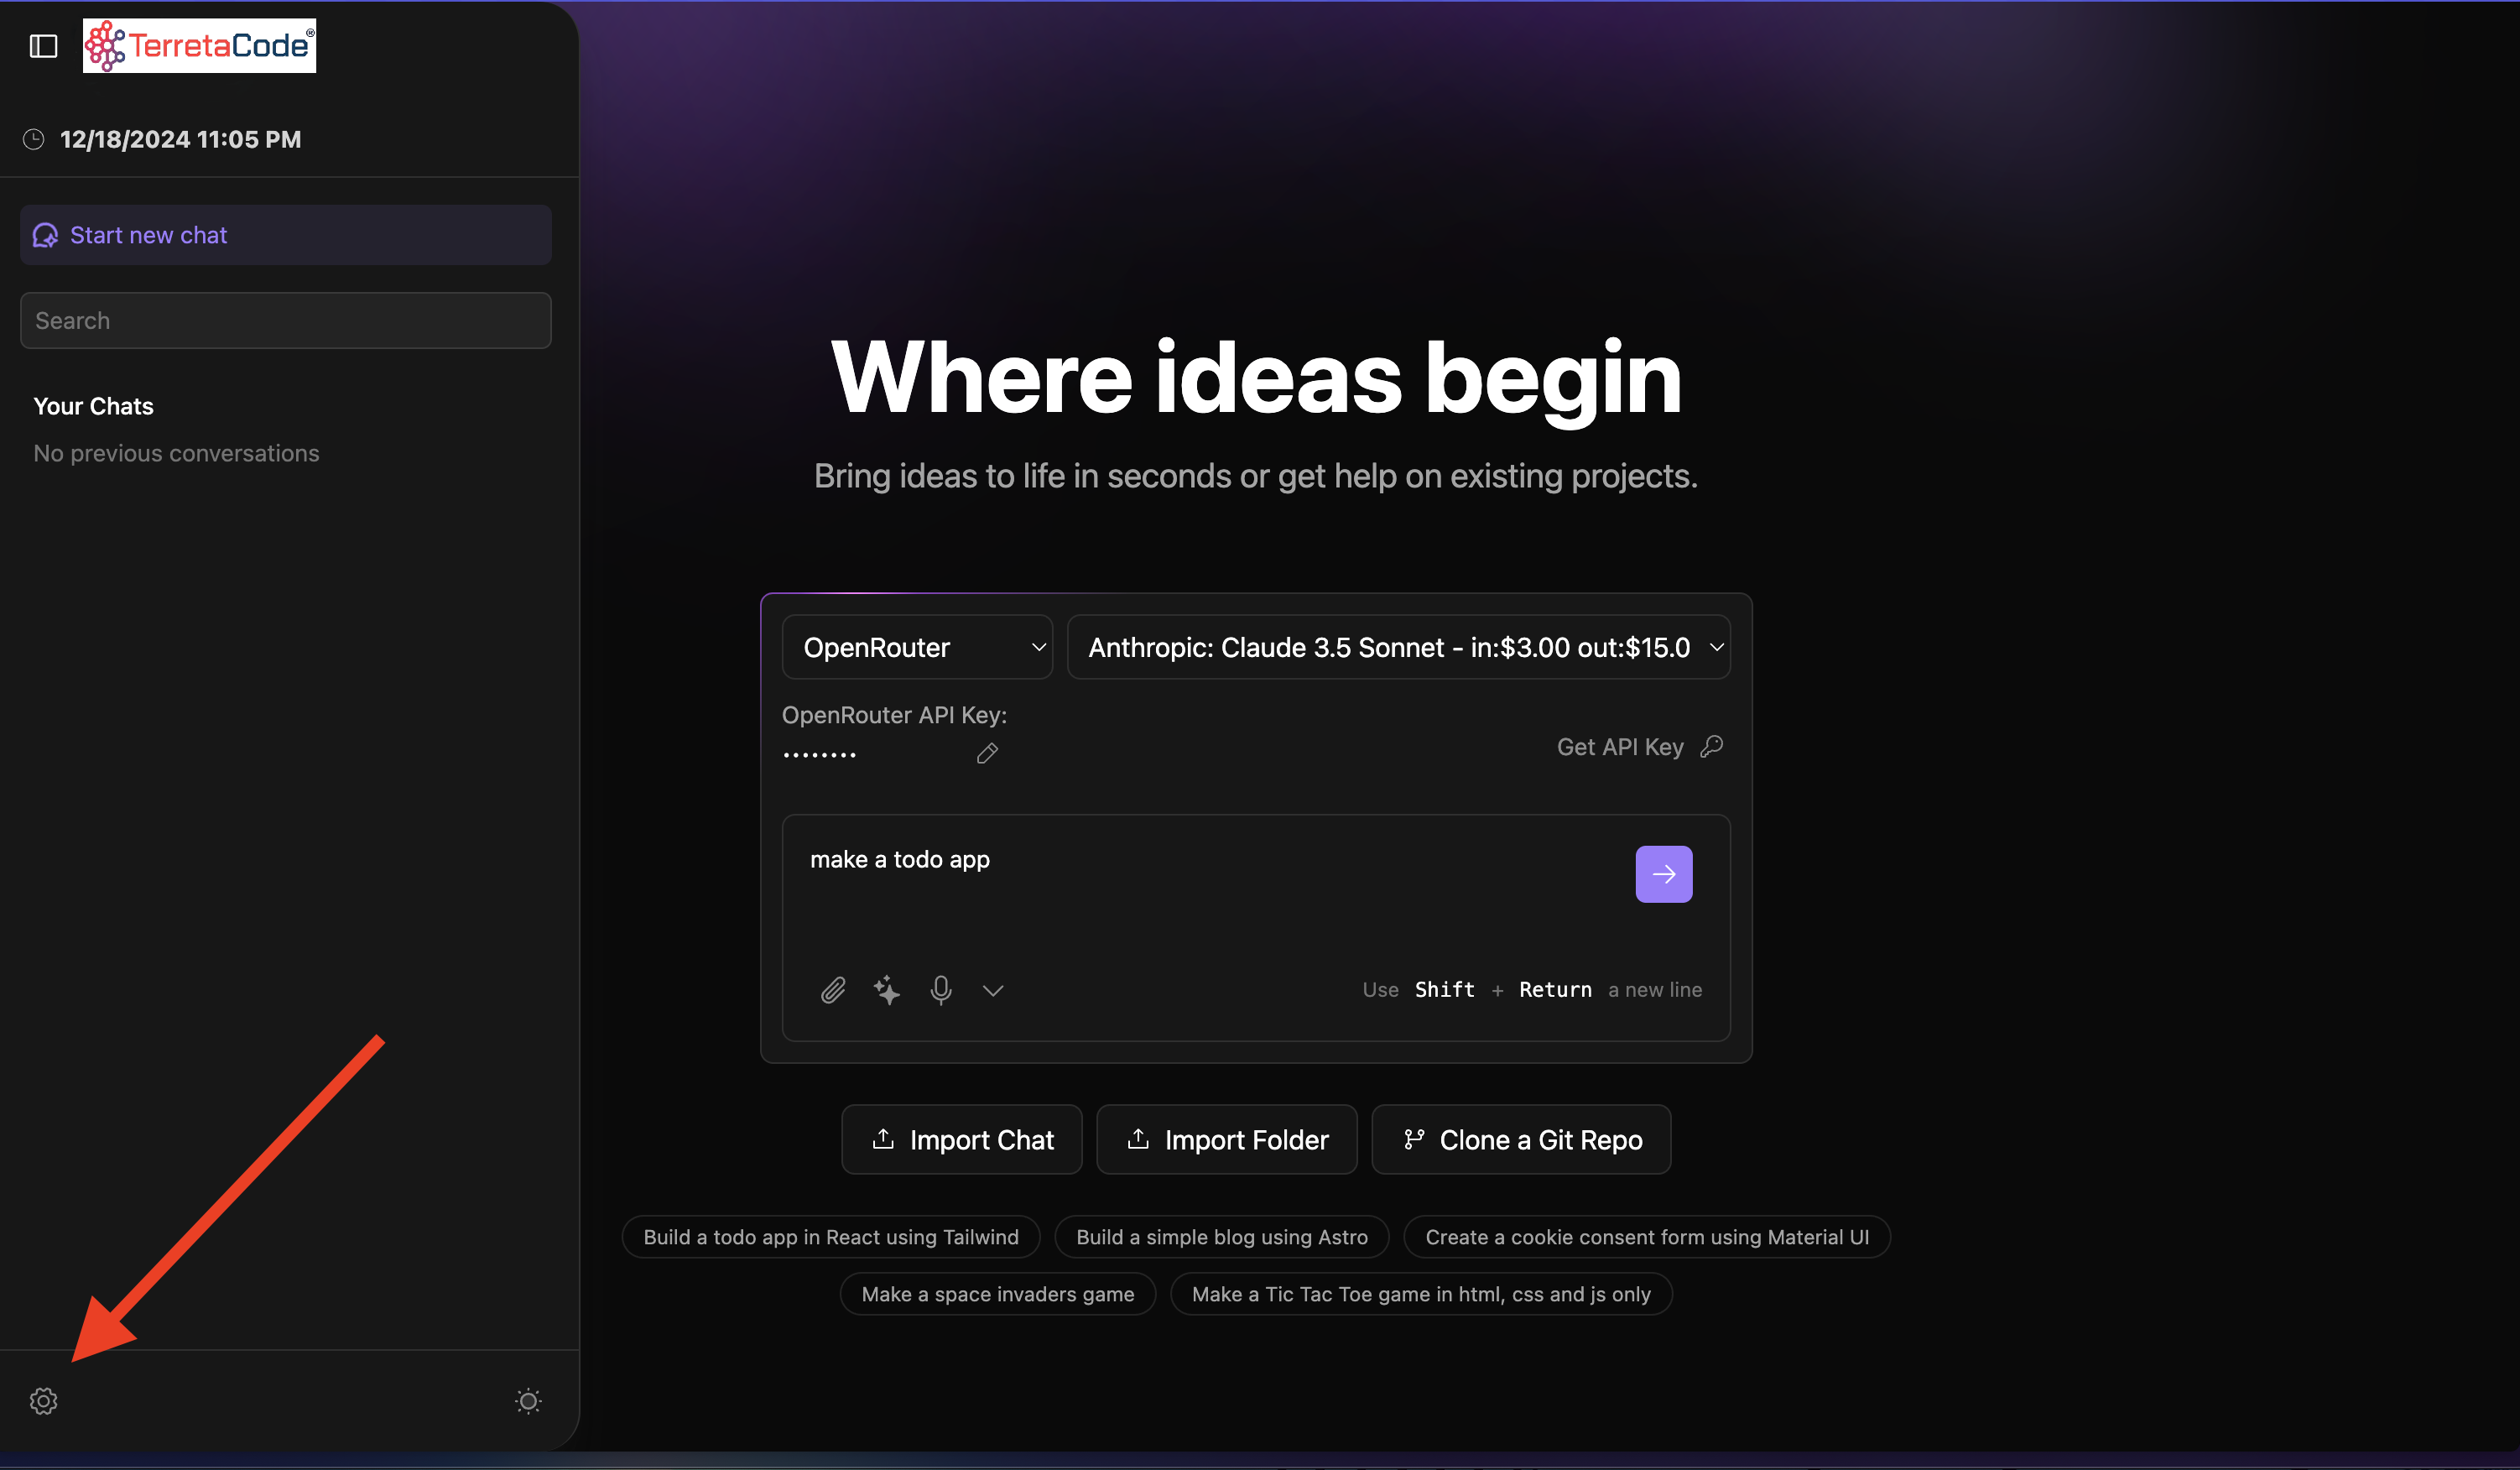 TerretaCode®
12/18/2024 11:05 PM
Start new chat
Search
Your Chats
No previous conversations
Where ideas begin
Bring ideas to life in seconds or get help on existing projects.
OpenRouter
Anthropic: Claude 3.5 Sonnet - in:$3.00 out:$15.0
OpenRouter API Key:
••••••••
Get API Key
make a todo app
Use Shift + Return a new line
Import Chat
Import Folder
Clone a Git Repo
Build a todo app in React using Tailwind
Build a simple blog using Astro
Create a cookie consent form using Material UI
Make a space invaders game
Make a Tic Tac Toe game in html, css and js only